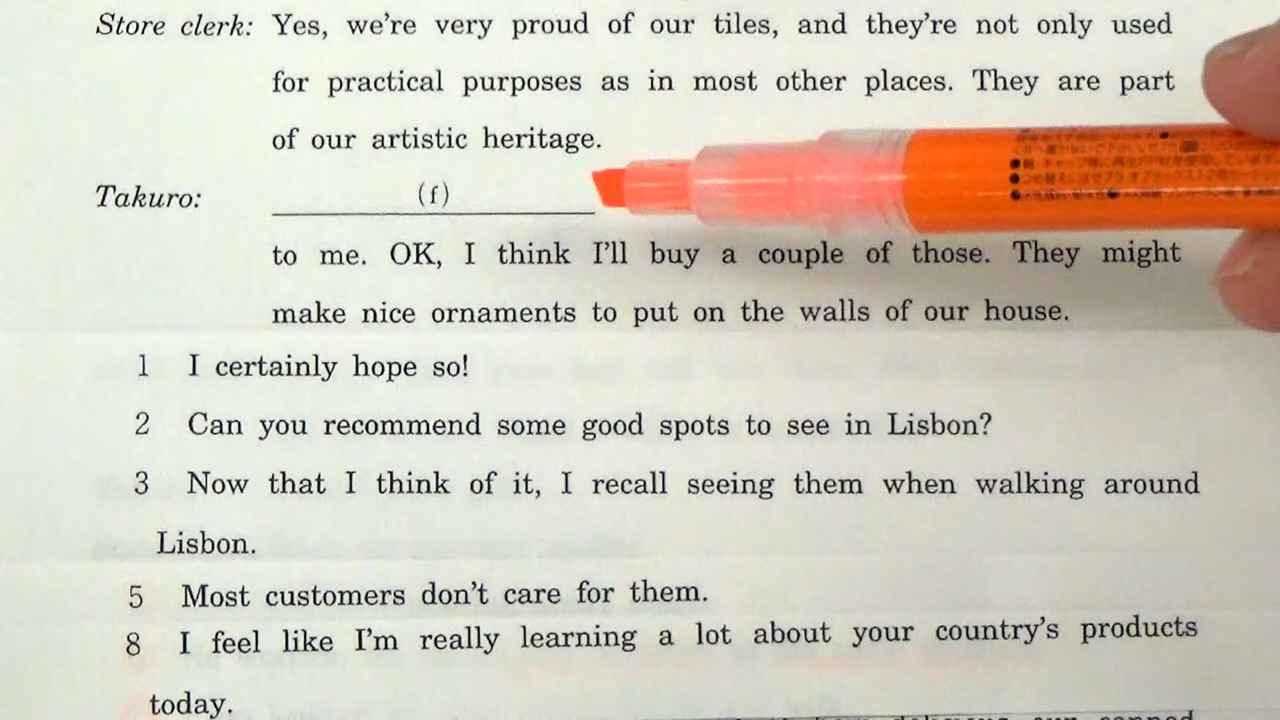 Store clerk: Yes, we're very proud of our tiles, and they're not only used
for practical purposes as in most other places. They are part
of our artistic heritage.
Takuro: (f)
to me. OK, I think I'll buy a couple of those. They might
make nice ornaments to put on the walls of our house.
1 I certainly hope so!
2 Can you recommend some good spots to see in Lisbon?
3 Now that I think of it, I recall seeing them when walking around
Lisbon.
5 Most customers don't care for them.
8 I feel like I'm really learning a lot about your country's products
today.